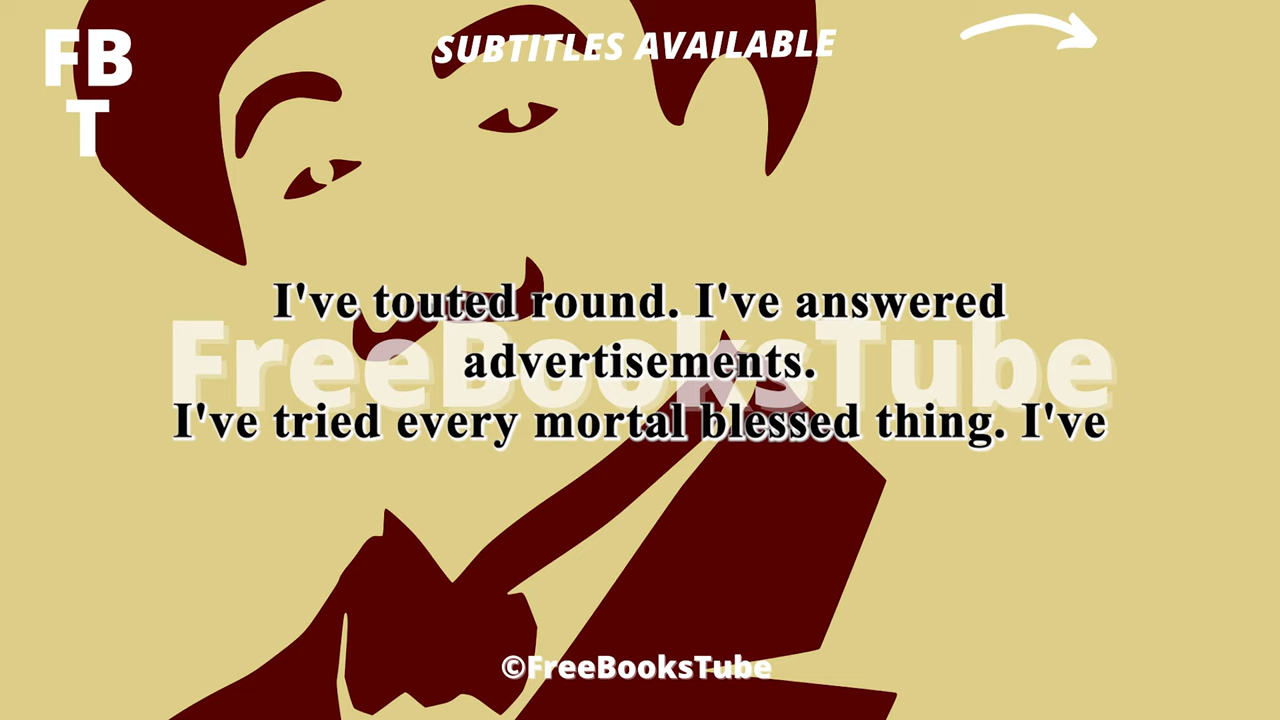 FB
T
SUBTITLES AVAILABLE
I've touted round. I've answered
advertisements.
I've tried every mortal blessed thing. I've
FreeBooksTube
©FreeBooksTube